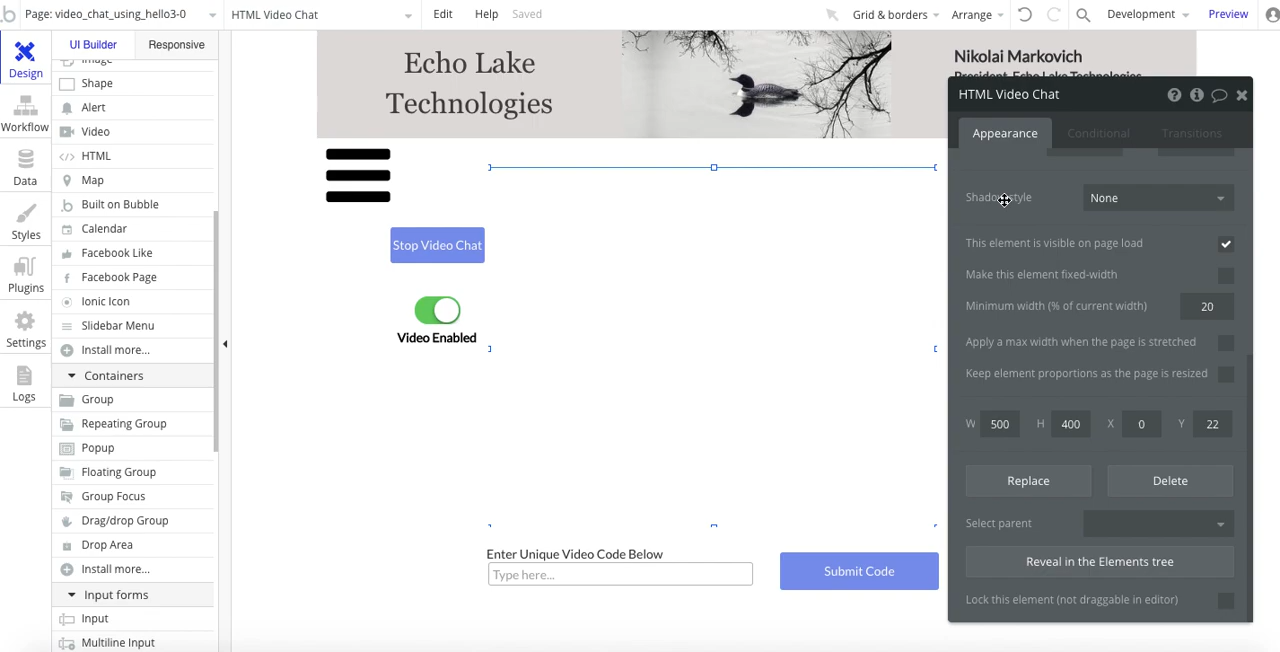 b Page: video_chat_using_hello3-0 HTML Video Chat Edit Help Saved Grid & borders Arrange Development Preview
UI Builder Responsive
Design
Workflow
Data
Styles
Plugins
Settings
Logs
Image
Shape
Alert
Video
HTML
Map
Built on Bubble
Calendar
Facebook Like
Facebook Page
Ionic Icon
Slidebar Menu
Install more...
Containers
Group
Repeating Group
Popup
Floating Group
Group Focus
Drag/drop Group
Drop Area
Install more...
Input forms
Input
Multiline Input
Echo Lake
Technologies
Nikolai Markovich
President, Echo Lake Technologies
Stop Video Chat
Video Enabled
Enter Unique Video Code Below
Type here...
Submit Code
HTML Video Chat
Appearance Conditional Transitions
Shadow style None
This element is visible on page load
Make this element fixed-width
Minimum width (% of current width) 20
Apply a max width when the page is stretched
Keep element proportions as the page is resized
W 500 H 400 X 0 Y 22
Replace Delete
Select parent
Reveal in the Elements tree
Lock this element (not draggable in editor)